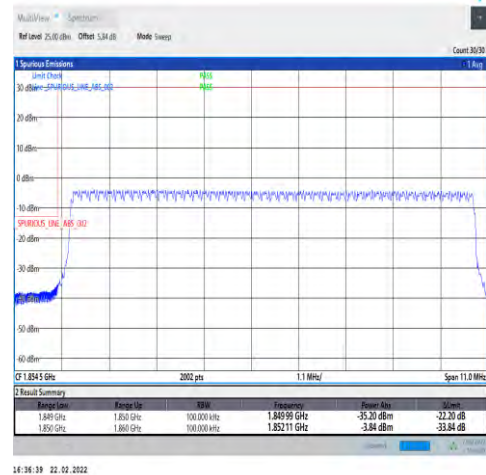 MultiView Spectrum
Ref Level 25.00 dBm Offset 5.84 dB Mode Sweep
Count 30/30
1 Spurious Emissions 1 Avg
Limit Check PASS
Line _SPURIOUS_LINE_ABS_002 PASS
30 dBm
20 dBm
10 dBm
0 dBm
-10 dBm
SPURIOUS_LINE_ABS_002
-20 dBm
-30 dBm
-50 dBm
-60 dBm
CF 1.8545 GHz 2002 pts 1.1 MHz/ Span 11.0 MHz
2 Result Summary
Range Low Range Up RBW Frequency Power Abs ΔLimit
1.849 GHz 1.850 GHz 100.000 kHz 1.84999 GHz -35.20 dBm -22.20 dB
1.850 GHz 1.860 GHz 100.000 kHz 1.85211 GHz -3.84 dBm -33.84 dB
16:36:39 22.02.2022